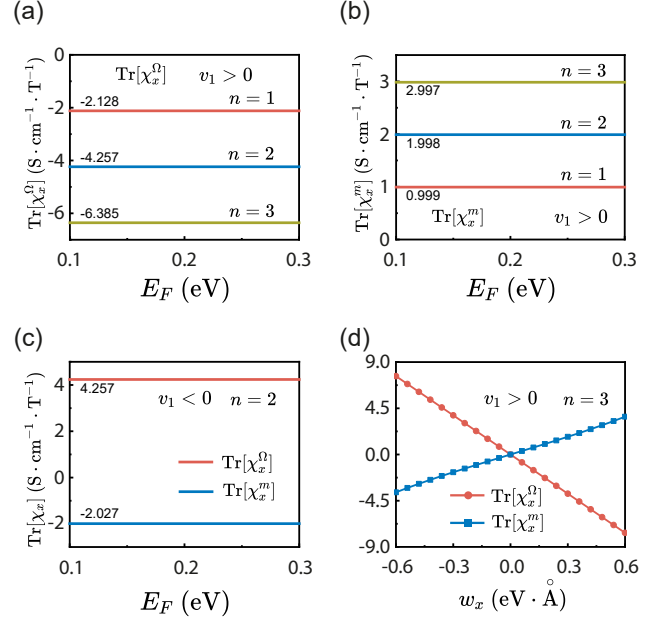 (a)
0
-2
-4
-6
Tr[χ_x^Ω] (S · cm⁻¹ · T⁻¹)
Tr[χ_x^Ω] v₁ > 0
-2.128
n = 1
-4.257
n = 2
-6.385
n = 3
0.1 0.2 0.3
E_F (eV)
(b)
3
2
1
0
Tr[χ_x^m] (S · cm⁻¹ · T⁻¹)
n = 3
2.997
n = 2
1.998
n = 1
0.999
Tr[χ_x^m] v₁ > 0
0.1 0.2 0.3
E_F (eV)
(c)
4
2
0
-2
Tr[χ_x] (S · cm⁻¹ · T⁻¹)
4.257
v₁ < 0 n = 2
Tr[χ_x^Ω]
Tr[χ_x^m]
-2.027
0.1 0.2 0.3
E_F (eV)
(d)
9.0
4.5
0.0
-4.5
-9.0
v₁ > 0 n = 3
Tr[χ_x^Ω]
Tr[χ_x^m]
-0.6 -0.3 0.0 0.3 0.6
w_x (eV · Å)